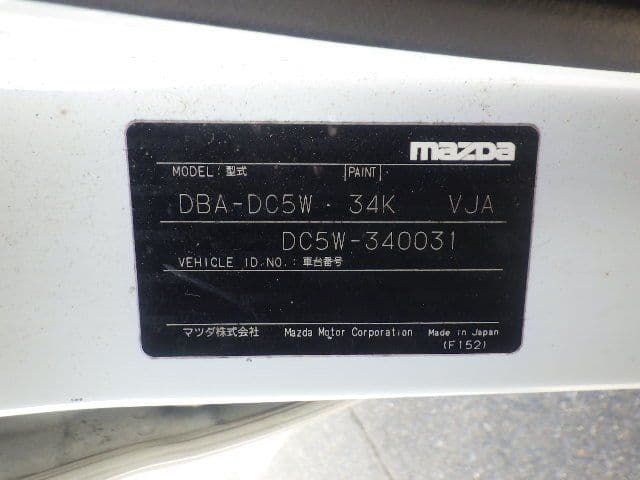 mazda
MODEL: 型式 [PAINT]
DBA-DC5W · 34K VJA
DC5W-340031
VEHICLE ID.NO.: 車台番号
マツダ株式会社 Mazda Motor Corporation Made in Japan
(F152)